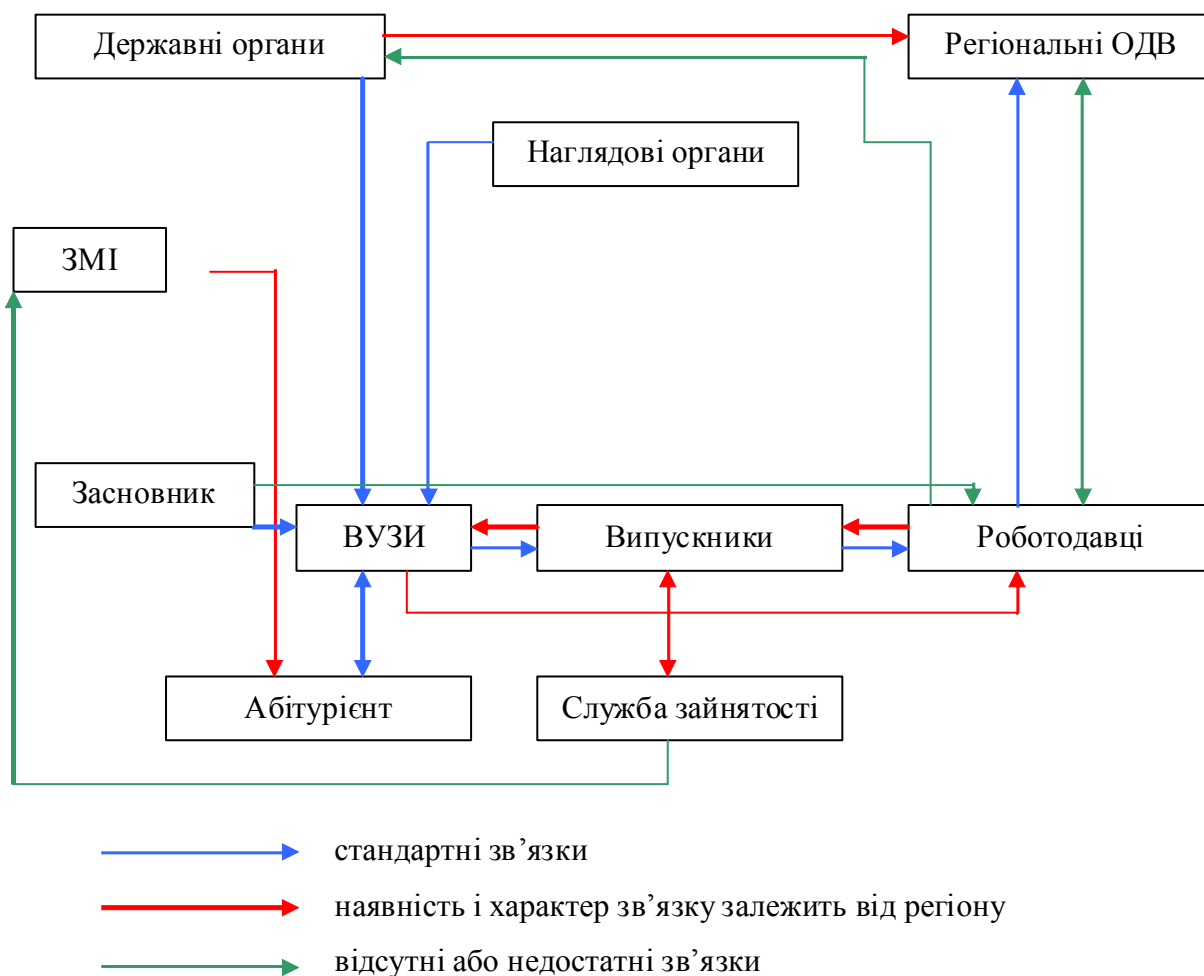 Державні органи
Регіональні ОДВ
Наглядові органи
ЗМІ
Засновник
ВУЗИ
Випускники
Роботодавці
Абітурієнт
Служба зайнятості
стандартні зв’язки
наявність і характер зв’язку залежить від регіону
відсутні або недостатні зв’язки